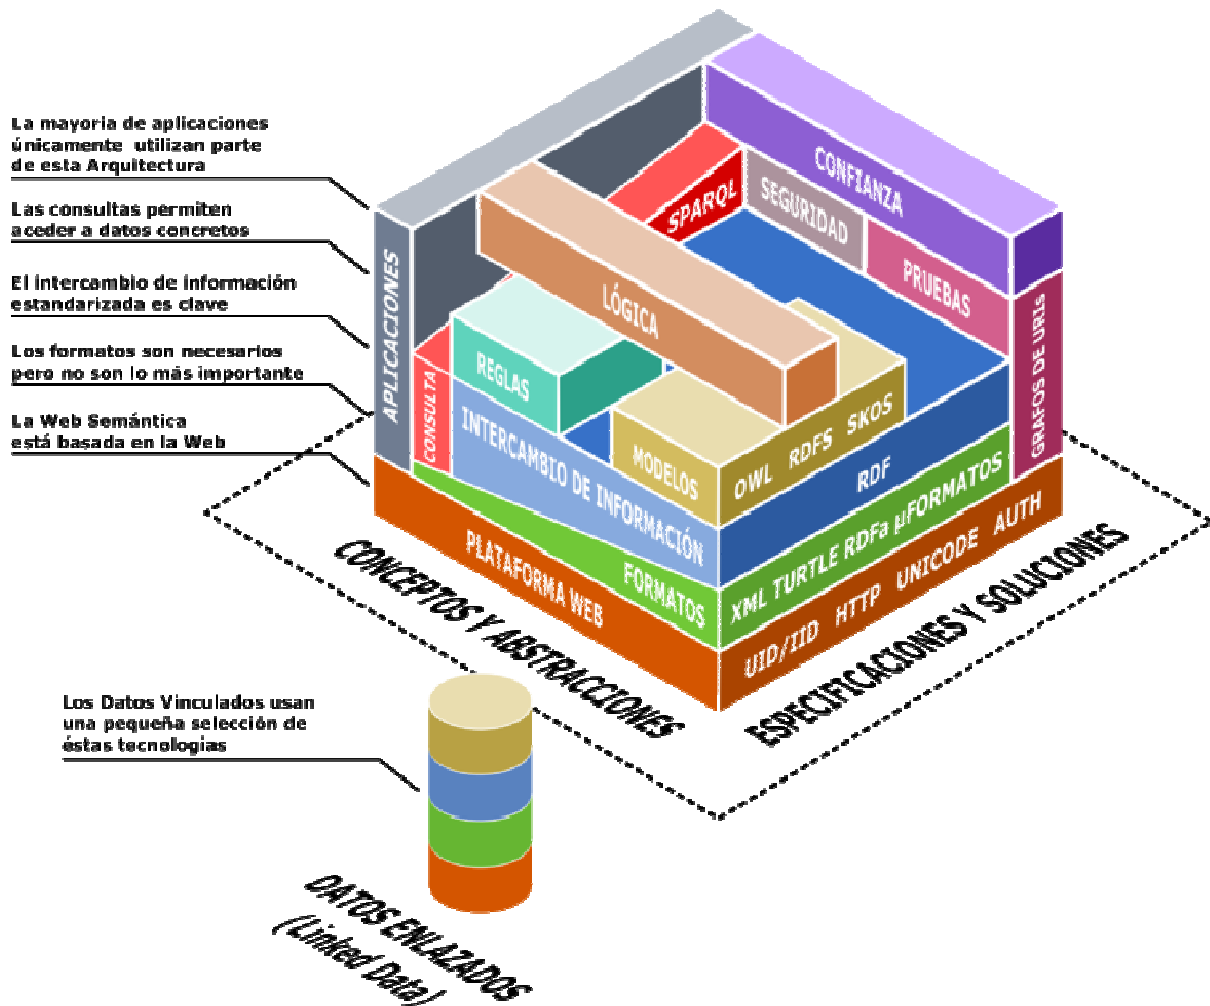 La mayoria de aplicaciones
únicamente utilizan parte
de esta Arquitectura
Las consultas permiten
aceder a datos concretos
El intercambio de información
estandarizada es clave
Los formatos son necesarios
pero no son lo más importante
La Web Semántica
está basada en la Web
APLICACIONES
CONSULTA
CONFIANZA
SPARQL
SEGURIDAD
PRUEBAS
LÓGICA
REGLAS
GRAFOS DE URIs
INTERCAMBIO DE INFORMACIÓN
MODELOS
OWL RDFS SKOS
RDF
FORMATOS
XML TURTLE RDFa µFORMATOS
PLATAFORMA WEB
UID/IID HTTP UNICODE AUTH
CONCEPTOS Y ABSTRACCIONES
ESPECIFICACIONES Y SOLUCIONES
Los Datos Vinculados usan
una pequeña selección de
éstas tecnologias
DATOS ENLAZADOS
(Linked Data)